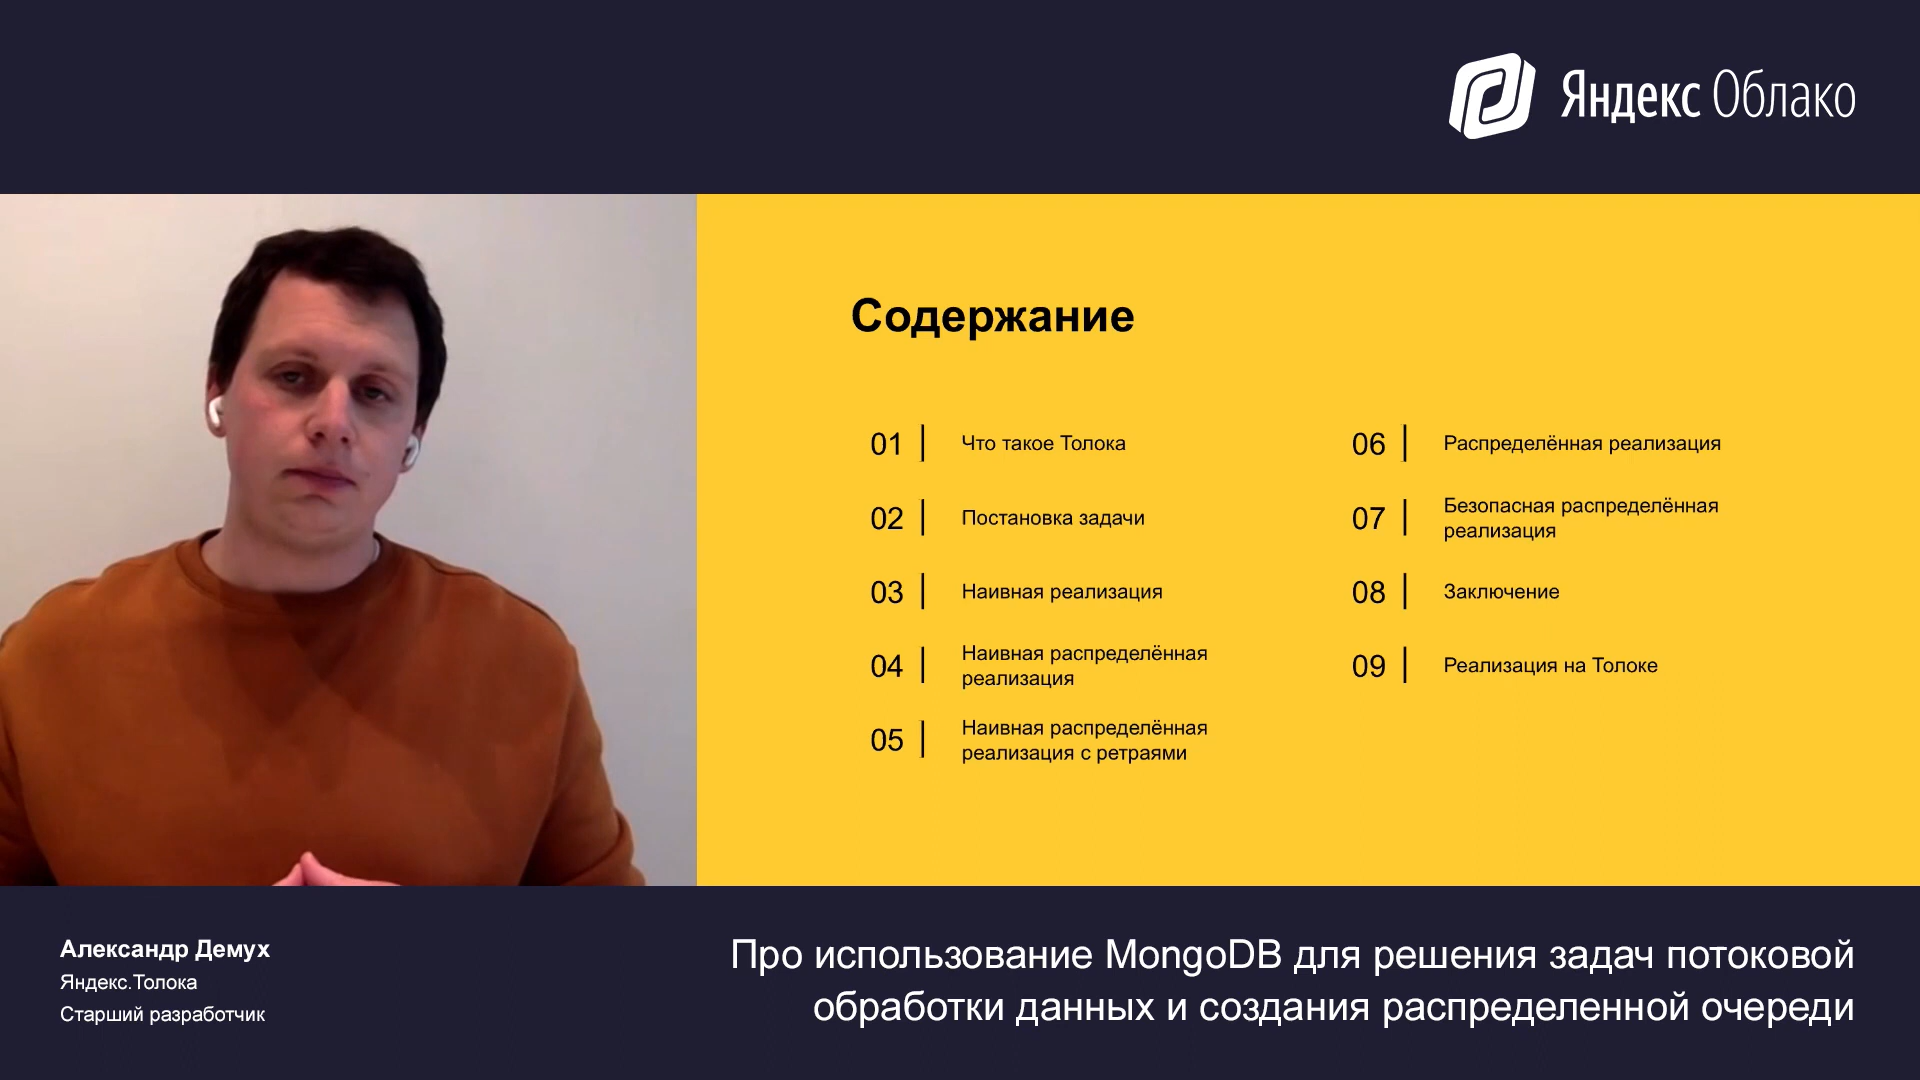 Яндекс Облако
Содержание
01
Что такое Толока
02
Постановка задачи
03
Наивная реализация
04
Наивная распределённая
реализация
05
Наивная распределённая
реализация с ретраями
06
Распределённая реализация
07
Безопасная распределённая
реализация
08
Заключение
09
Реализация на Толоке
Александр Демух
Яндекс.Толока
Старший разработчик
Про использование MongoDB для решения задач потоковой
обработки данных и создания распределенной очереди